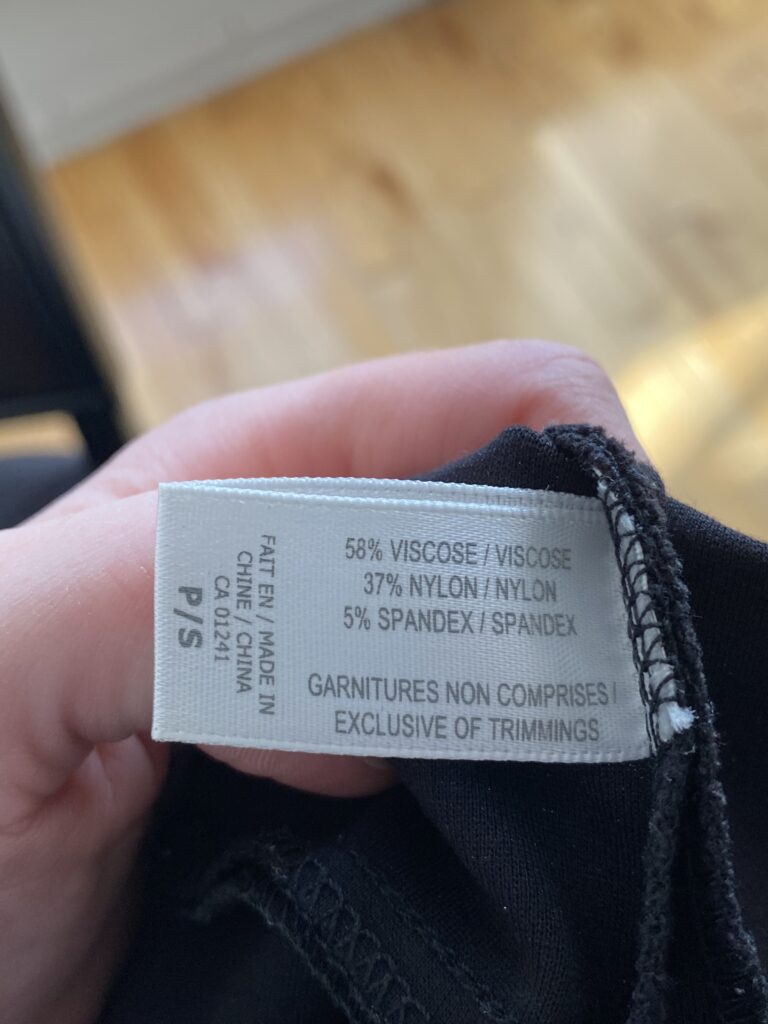 58% VISCOSE / VISCOSE
37% NYLON / NYLON
5% SPANDEX / SPANDEX
GARNITURES NON COMPRISES /
EXCLUSIVE OF TRIMMINGS
FAIT EN / MADE IN
CHINE / CHINA
CA 01241
P/S